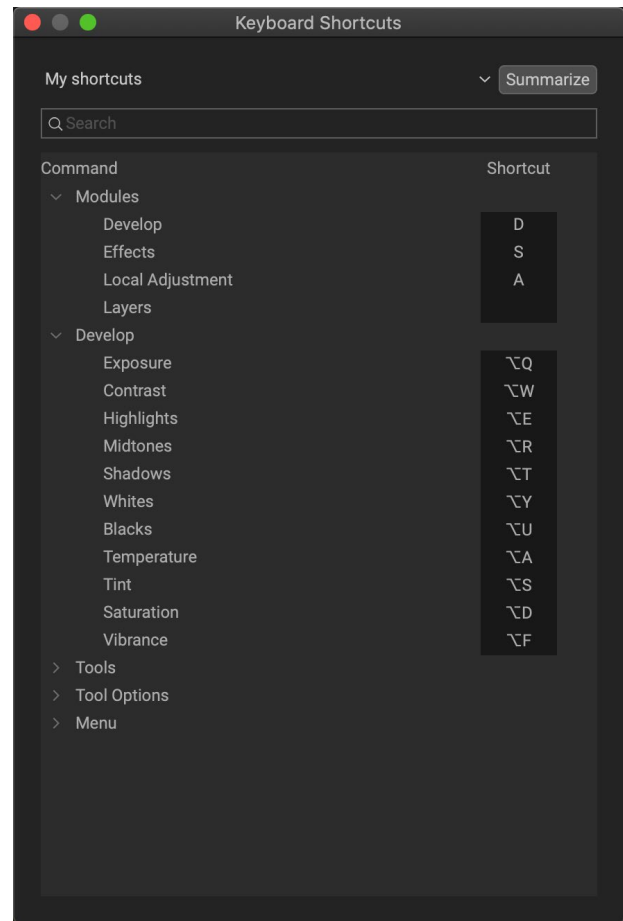 Keyboard Shortcuts
My shortcuts Summarize
Search
Command Shortcut
Modules
Develop D
Effects S
Local Adjustment A
Layers
Develop
Exposure ⌥Q
Contrast ⌥W
Highlights ⌥E
Midtones ⌥R
Shadows ⌥T
Whites ⌥Y
Blacks ⌥U
Temperature ⌥A
Tint ⌥S
Saturation ⌥D
Vibrance ⌥F
Tools
Tool Options
Menu